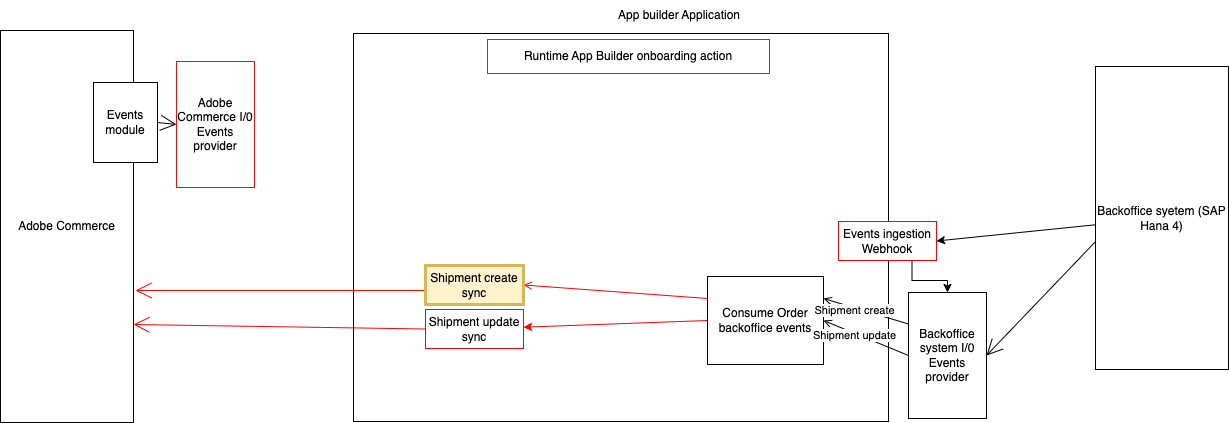 App builder Application
Runtime App Builder onboarding action
Events
module
Adobe
Commerce I/0
Events
provider
Adobe Commerce
Backoffice syetem (SAP
Hana 4)
Events ingestion
Webhook
Shipment create
sync
Shipment update
sync
Consume Order
backoffice events
Shipment create
Shipment update
Backoffice
system I/0
Events
provider